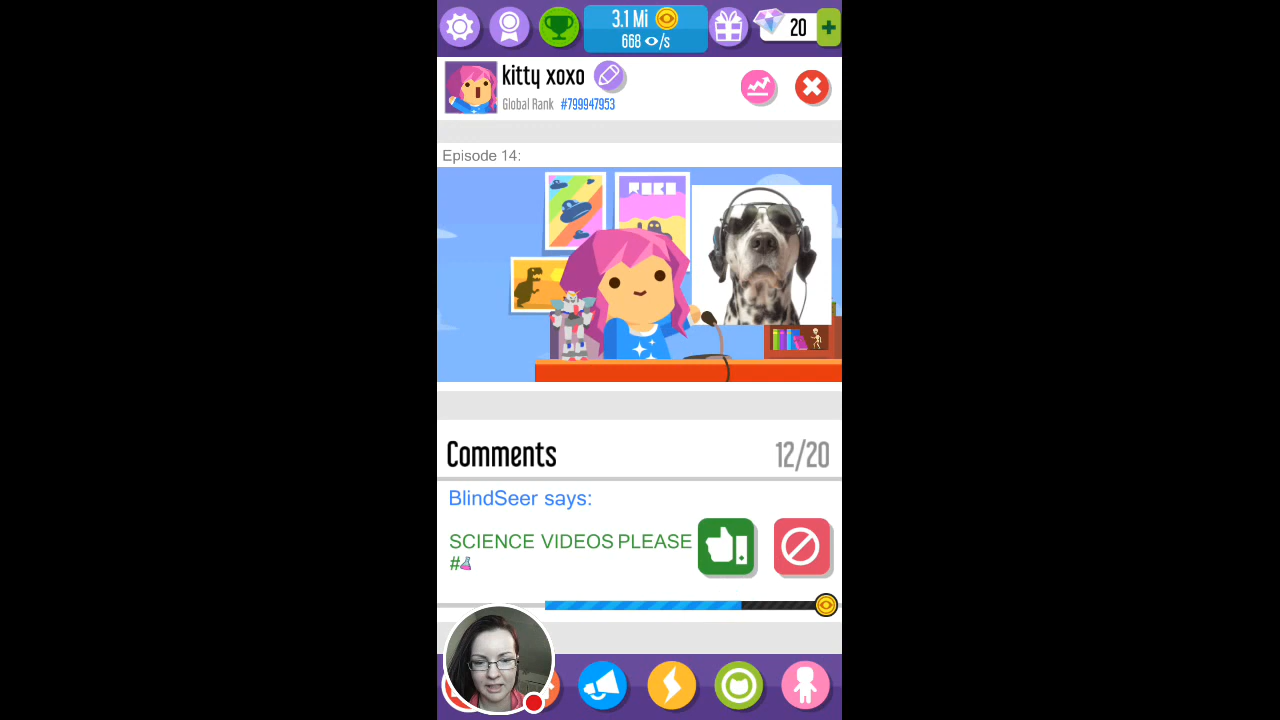 3.1 Mi
668 /s
20
kitty xoxo
Global Rank #799947953
Episode 14:
Comments 12/20
BlindSeer says:
SCIENCE VIDEOS PLEASE
#